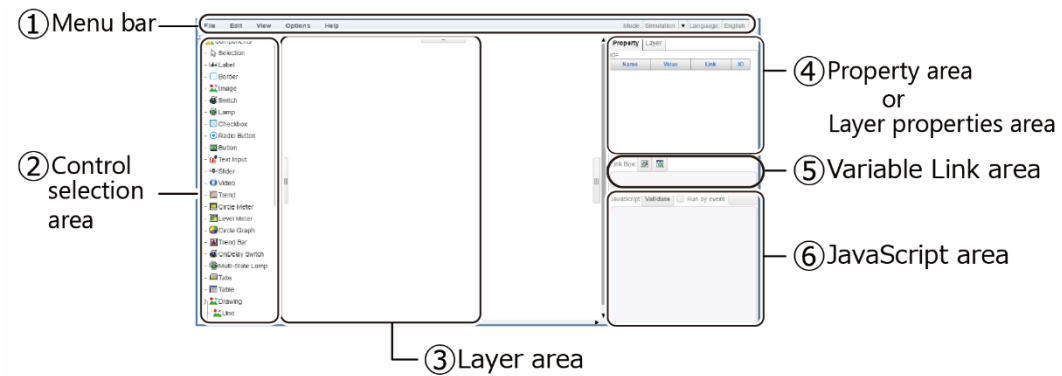 ①Menu bar
File Edit View Options Help Mode: Simulation ▼ Language: English
Components
Selection
Label
Border
Image
Switch
Lamp
Checkbox
Radio Button
Button
Text Input
Slider
Video
Trend
Circle Meter
Level Meter
Circle Graph
Trend Bar
OnDelay Switch
Multi-State Lamp
Tabs
Table
Drawing
Line
②Control
selection
area
③Layer area
Property Layer
ID=
Name Value Link IO
④Property area
or
Layer properties area
Link Box:
⑤Variable Link area
JavaScript Validate Run by event
⑥JavaScript area